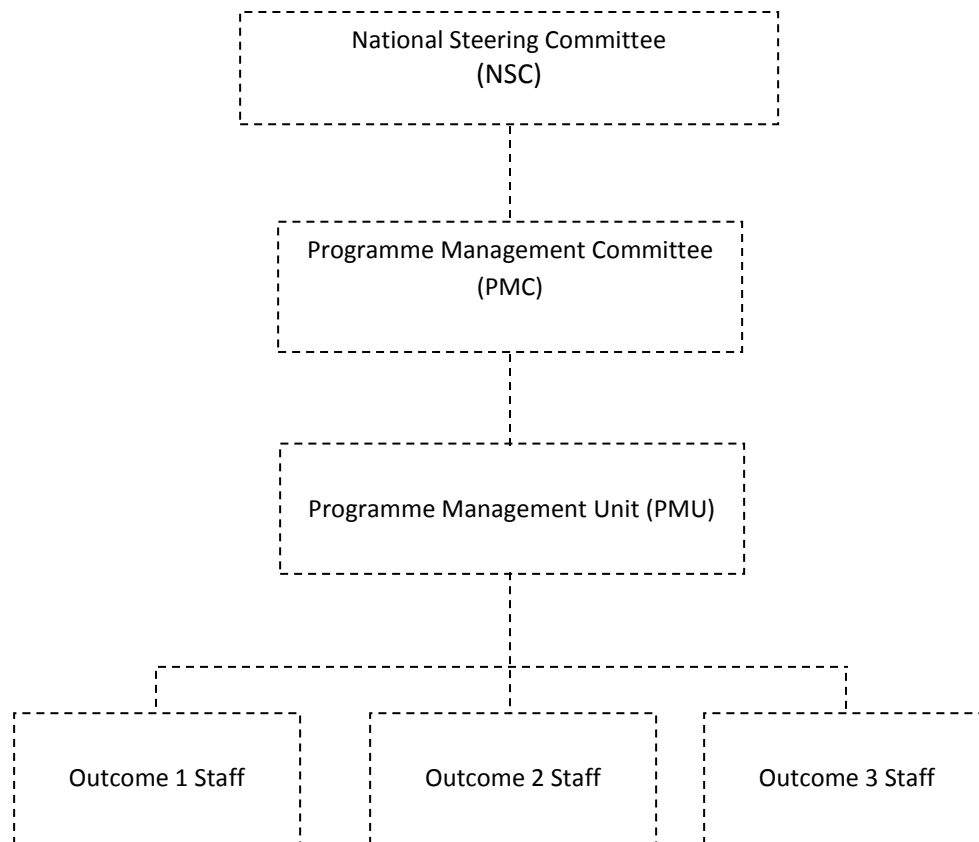 National Steering Committee
(NSC)
Programme Management Committee
(PMC)
Programme Management Unit (PMU)
Outcome 1 Staff
Outcome 2 Staff
Outcome 3 Staff